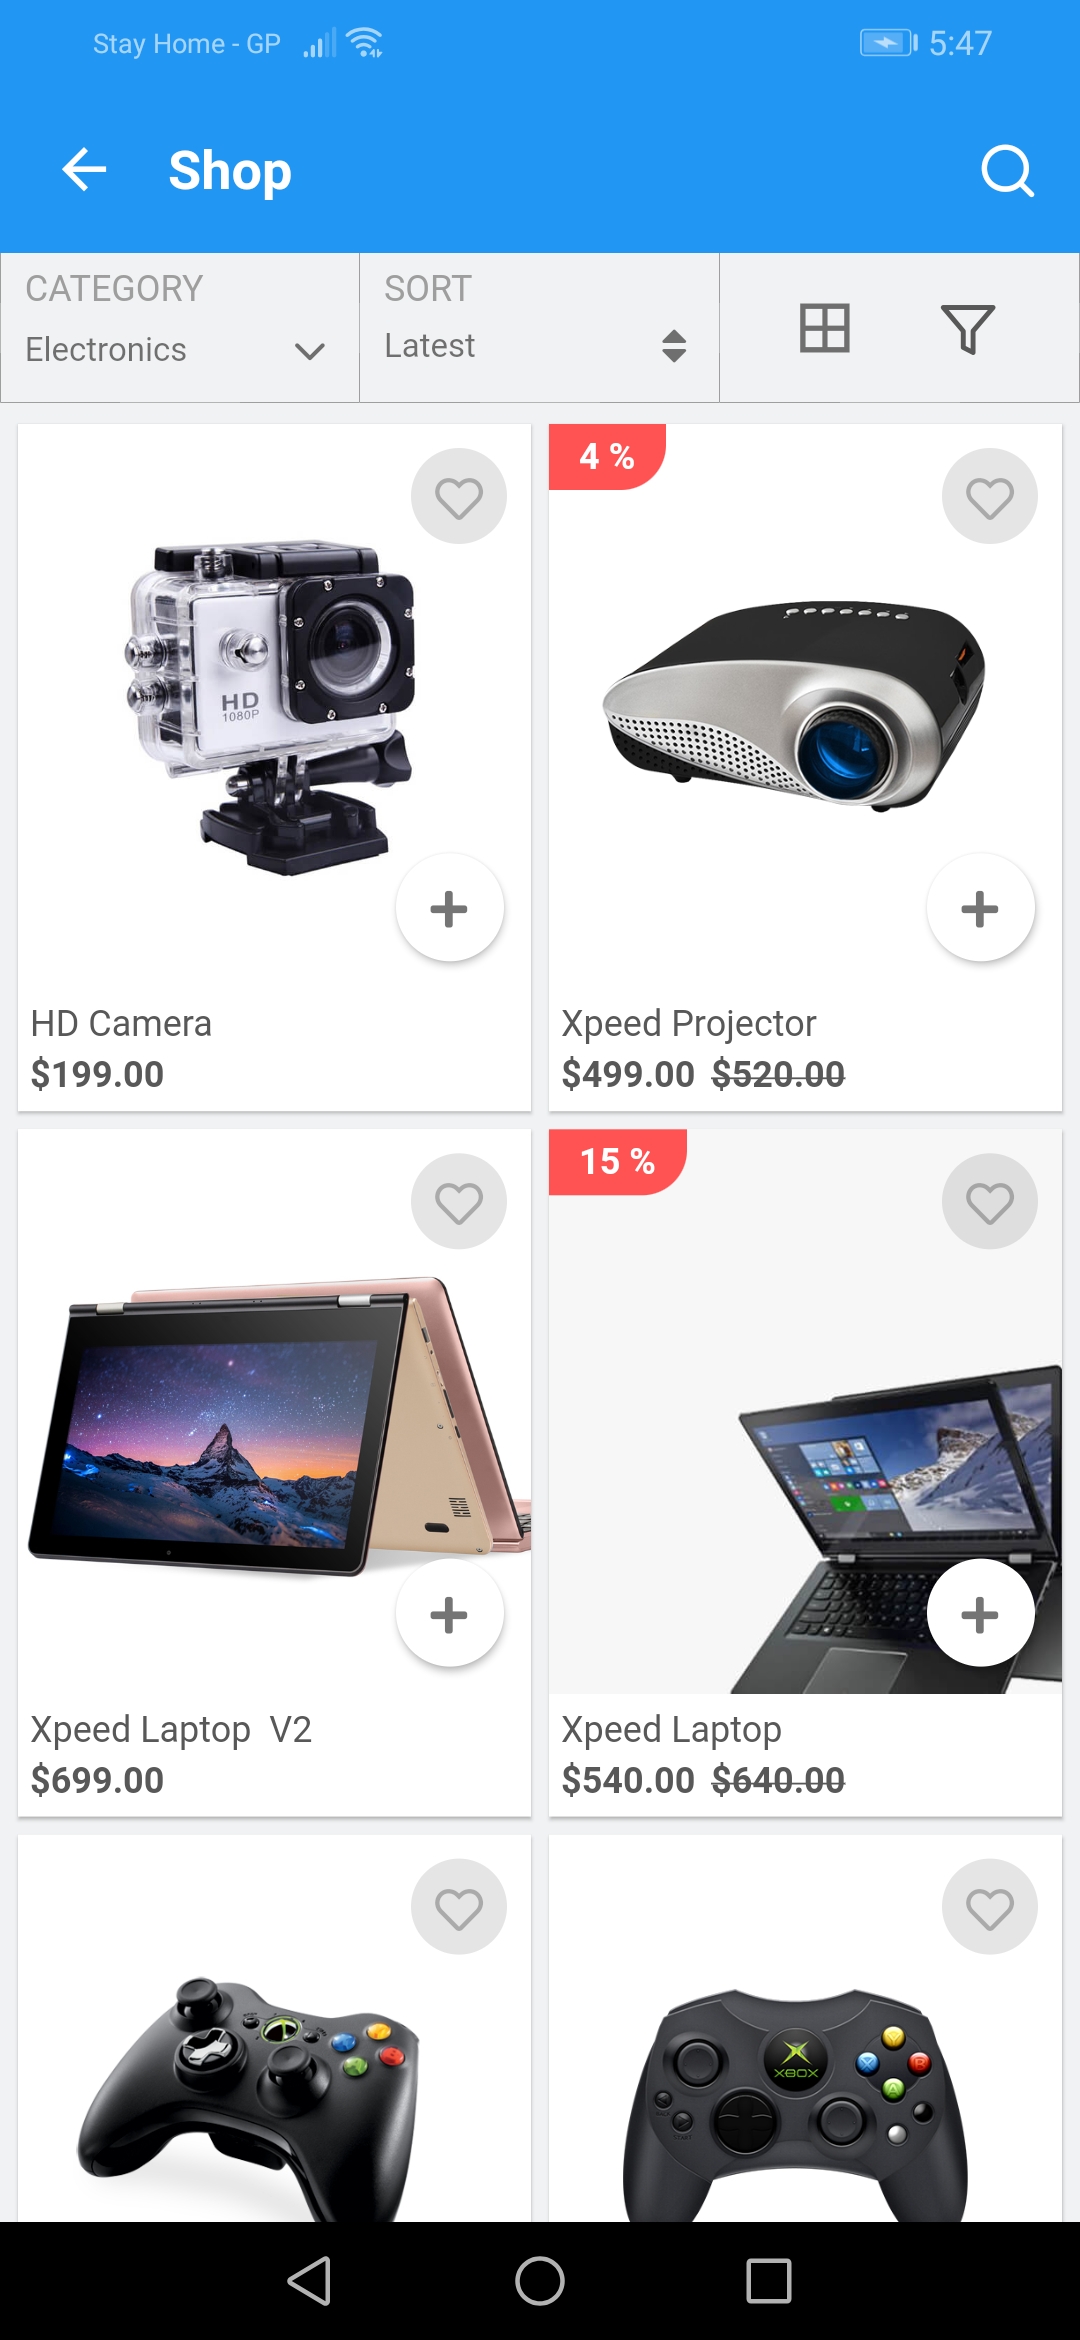 Stay Home - GP 5:47
Shop
CATEGORY
Electronics
SORT
Latest
HD
1080P
4 %
HD Camera
$199.00
Xpeed Projector
$499.00 $520.00
15 %
Xpeed Laptop V2
$699.00
Xpeed Laptop
$540.00 $640.00
XBOX
Y
X
B
A